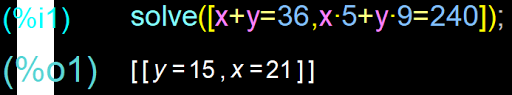 (%i1) solve([x+y=36,x·5+y·9=240]);
(%o1) [[y=15,x=21]]